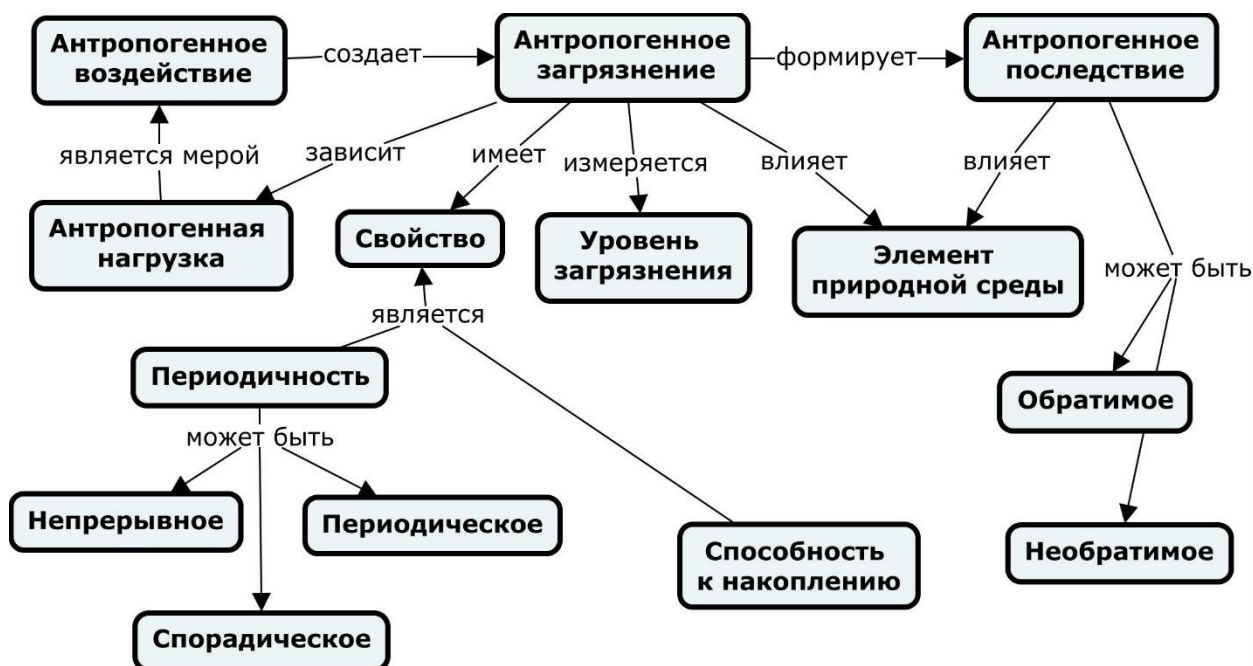 Антропогенное
воздействие
создает
Антропогенное
загрязнение
формирует
Антропогенное
последствие
является мерой
зависит
имеет
измеряется
влияет
влияет
Антропогенная
нагрузка
Свойство
Уровень
загрязнения
Элемент
природной среды
может быть
является
Периодичность
Обратимое
может быть
Непрерывное
Периодическое
Способность
к накоплению
Необратимое
Спорадическое